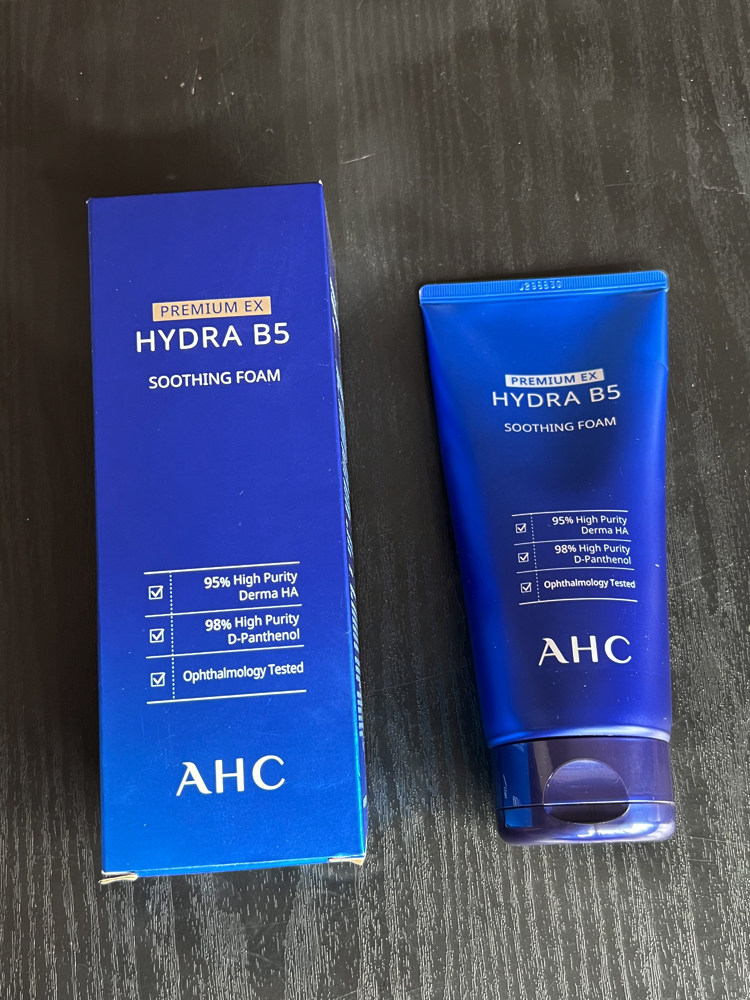 PREMIUM EX
HYDRA B5
SOOTHING FOAM
95% High Purity
Derma HA
98% High Purity
D-Panthenol
Ophthalmology Tested
AHC
PREMIUM EX
HYDRA B5
SOOTHING FOAM
95% High Purity
Derma HA
98% High Purity
D-Panthenol
Ophthalmology Tested
AHC